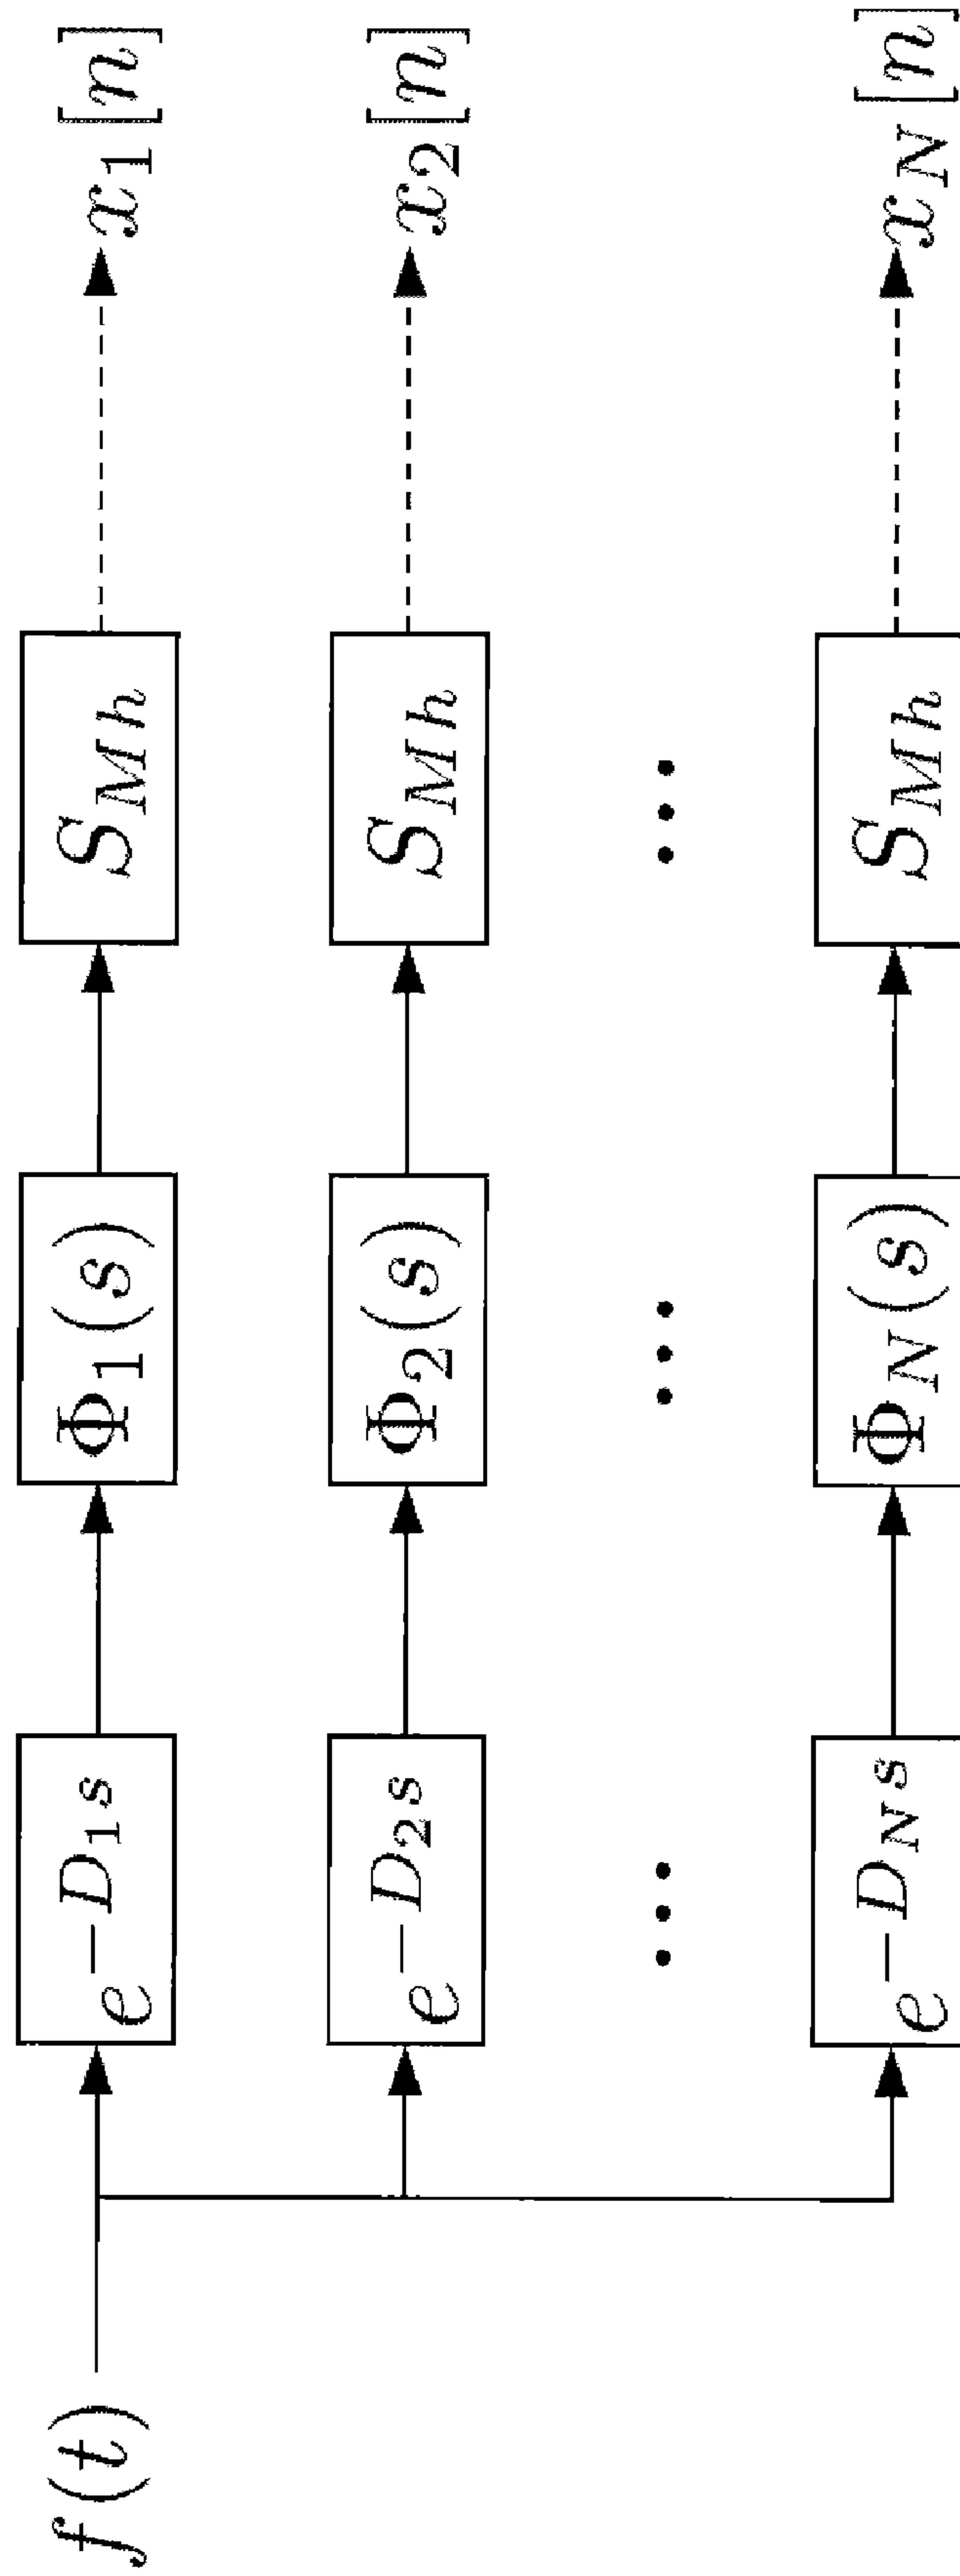 f(t)
e^{-D_1 s} Φ_1(s) S_{Mh} x_1[n]
e^{-D_2 s} Φ_2(s) S_{Mh} x_2[n]
e^{-D_N s} Φ_N(s) S_{Mh} x_N[n]